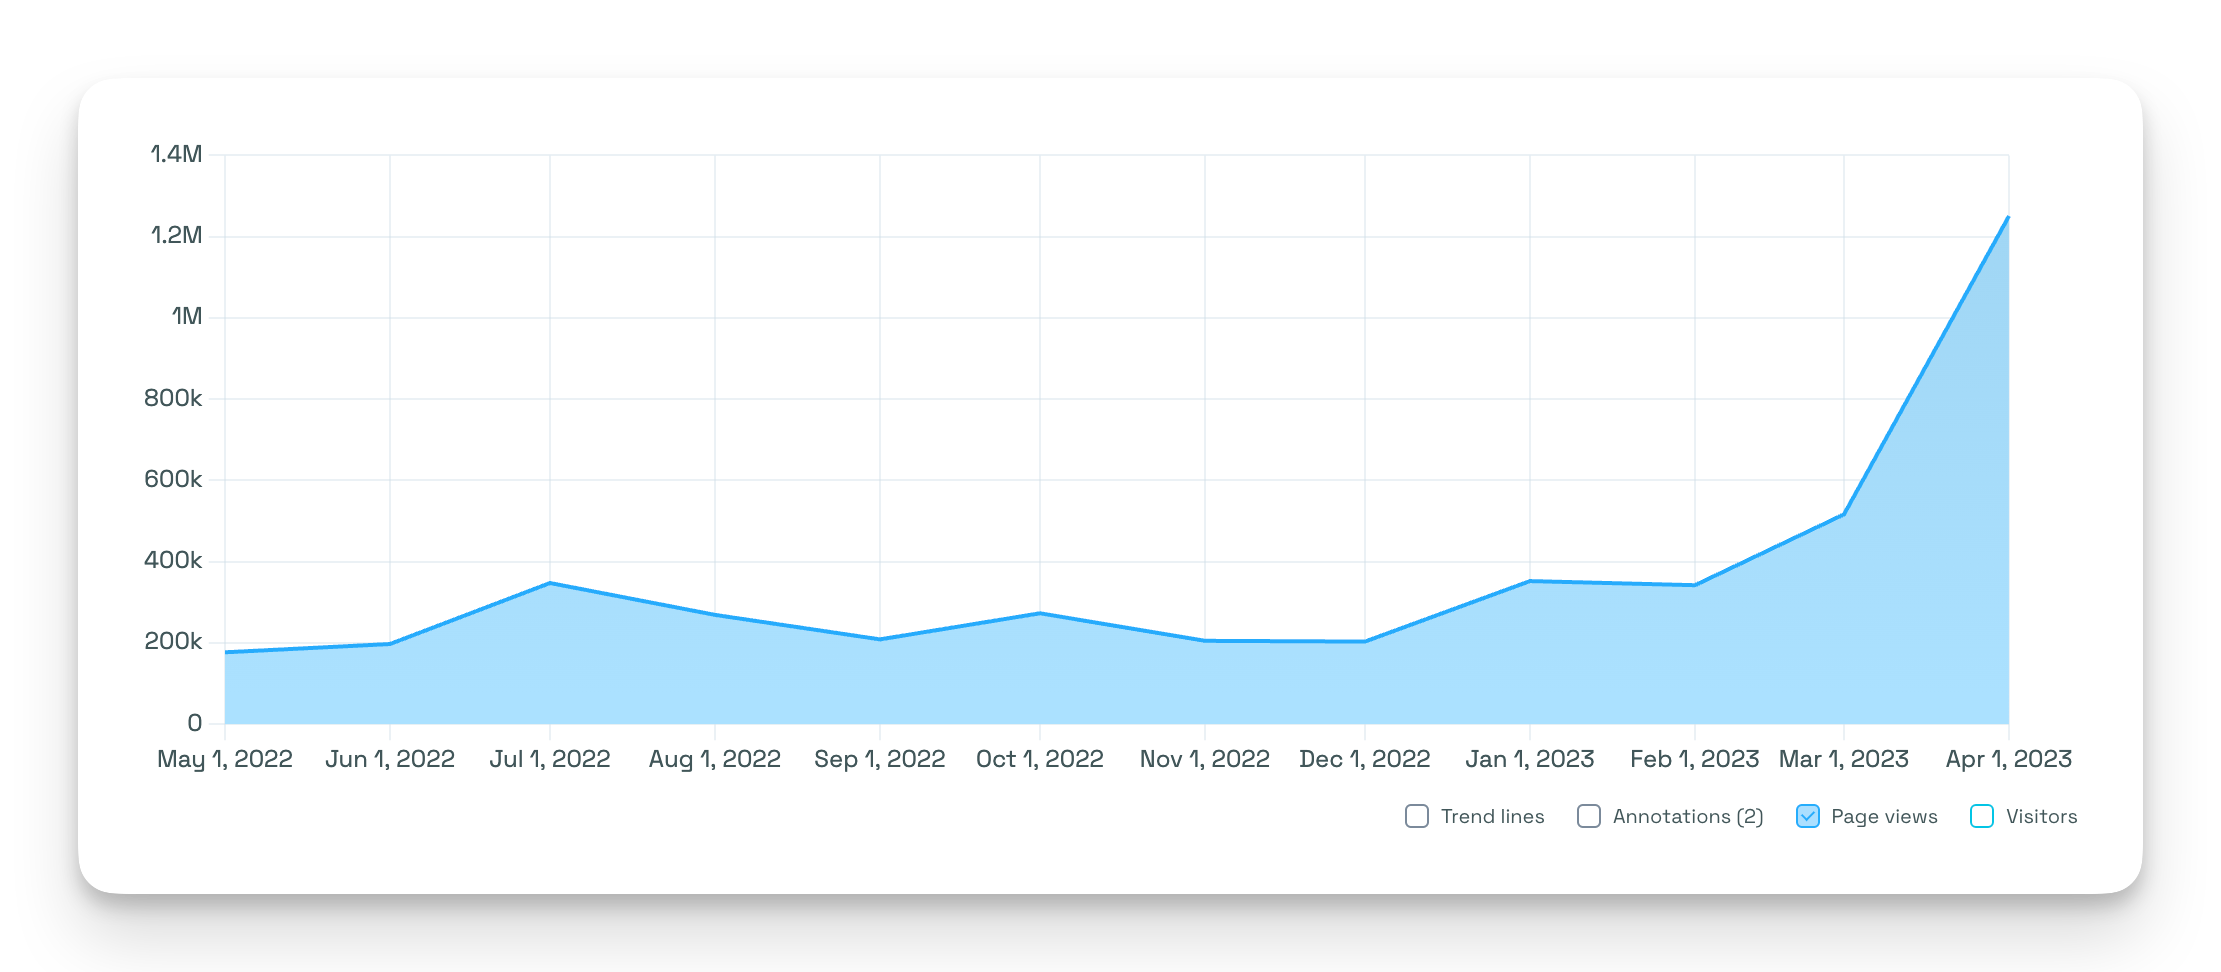 1.4M
1.2M
1M
800k
600k
400k
200k
0
May 1, 2022 Jun 1, 2022 Jul 1, 2022 Aug 1, 2022 Sep 1, 2022 Oct 1, 2022 Nov 1, 2022 Dec 1, 2022 Jan 1, 2023 Feb 1, 2023 Mar 1, 2023 Apr 1, 2023
Trend lines Annotations (2) Page views Visitors